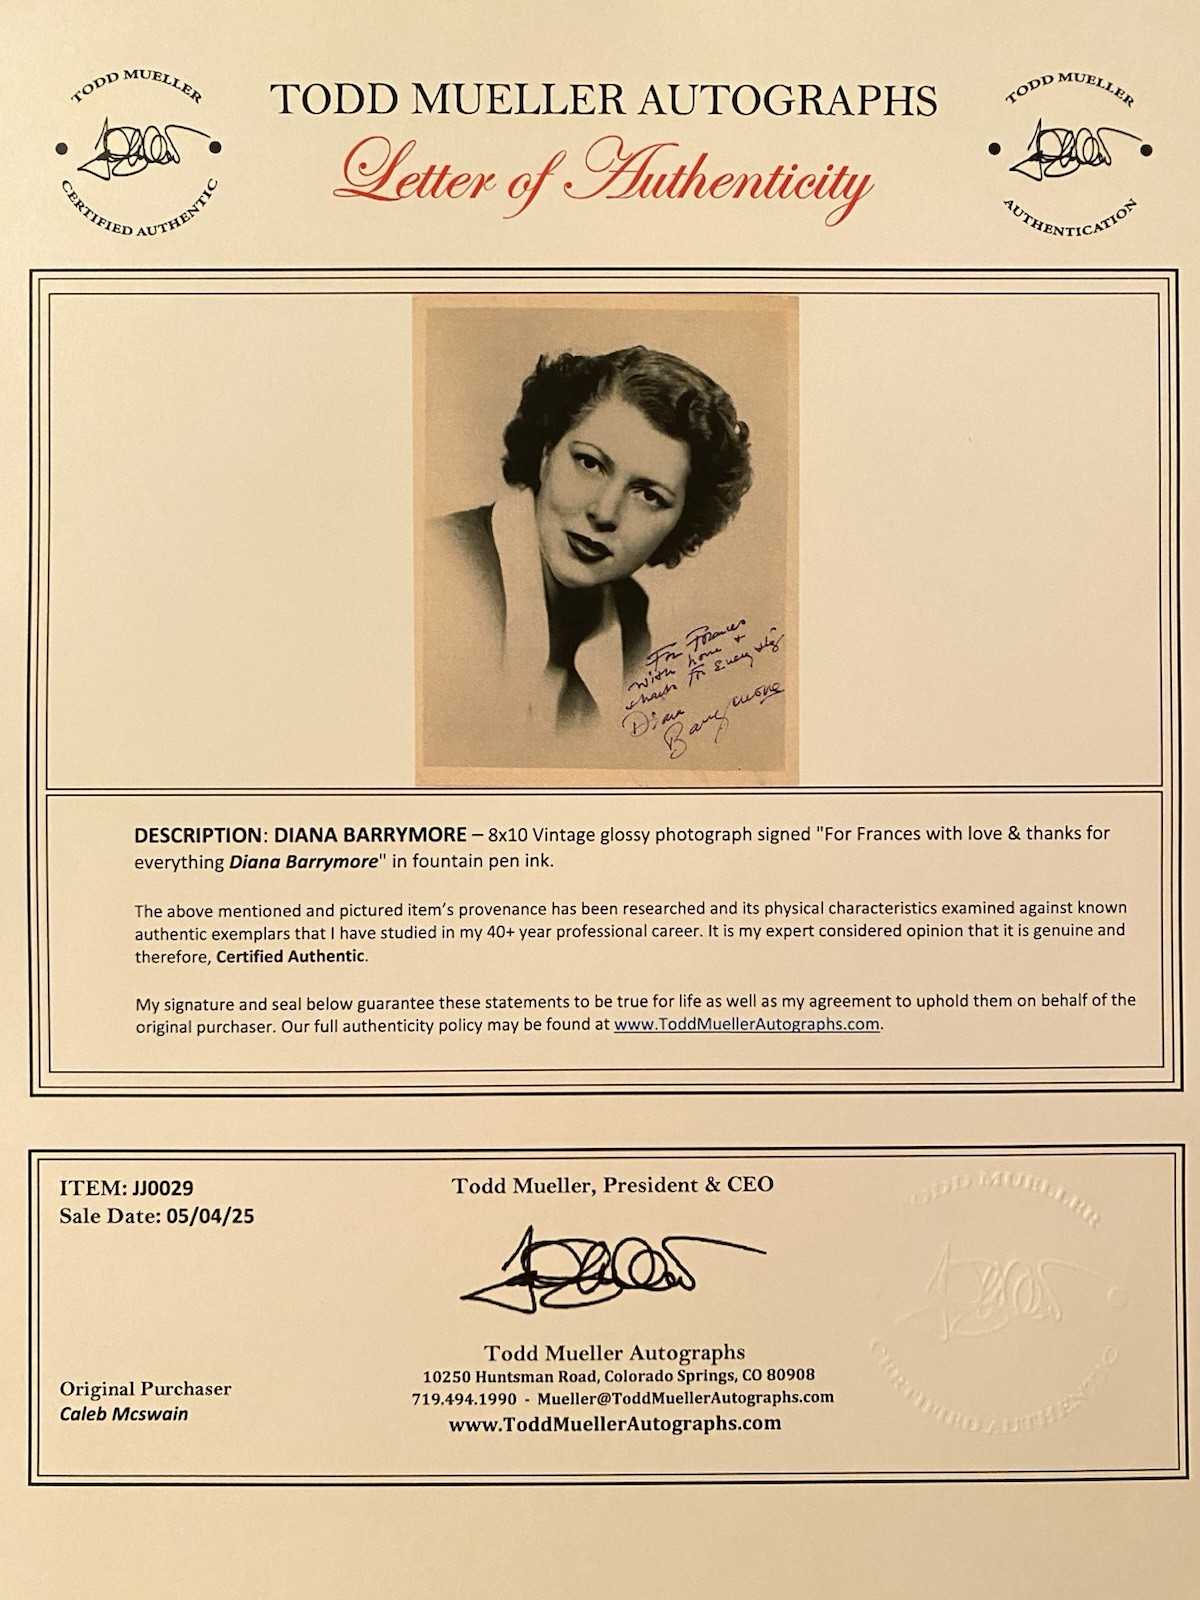 TODD MUELLER
CERTIFIED AUTHENTIC
TODD MUELLER AUTOGRAPHS
Letter of Authenticity
TODD MUELLER
AUTHENTICATION
For Frances
with love +
thanks for everything
Diana
Barrymore
DESCRIPTION: DIANA BARRYMORE – 8x10 Vintage glossy photograph signed "For Frances with love & thanks for
everything Diana Barrymore" in fountain pen ink.
The above mentioned and pictured item's provenance has been researched and its physical characteristics examined against known
authentic exemplars that I have studied in my 40+ year professional career. It is my expert considered opinion that it is genuine and
therefore, Certified Authentic.
My signature and seal below guarantee these statements to be true for life as well as my agreement to uphold them on behalf of the
original purchaser. Our full authenticity policy may be found at www.ToddMuellerAutographs.com.
ITEM: JJ0029
Sale Date: 05/04/25
Original Purchaser
Caleb Mcswain
Todd Mueller, President & CEO
Todd Mueller Autographs
10250 Huntsman Road, Colorado Springs, CO 80908
719.494.1990 - Mueller@ToddMuellerAutographs.com
www.ToddMuellerAutographs.com
TODD MUELLER
CERTIFIED AUTHENTIC